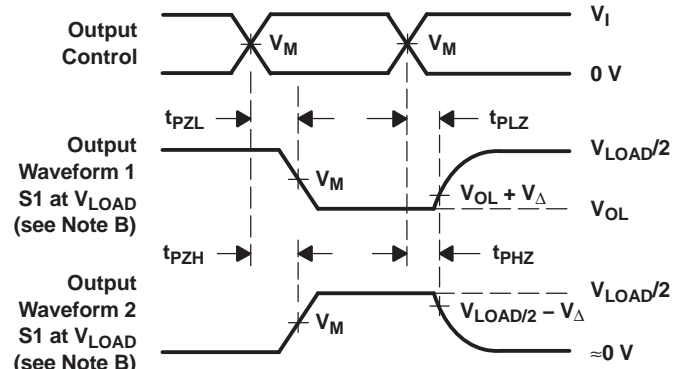 Output
Control
V_I
V_M
V_M
0 V
t_PZL
t_PLZ
Output
Waveform 1
S1 at V_LOAD
(see Note B)
V_LOAD/2
V_M
V_OL + V_Δ
V_OL
t_PZH
t_PHZ
Output
Waveform 2
S1 at V_LOAD
(see Note B)
V_LOAD/2
V_M
V_LOAD/2 – V_Δ
≈0 V